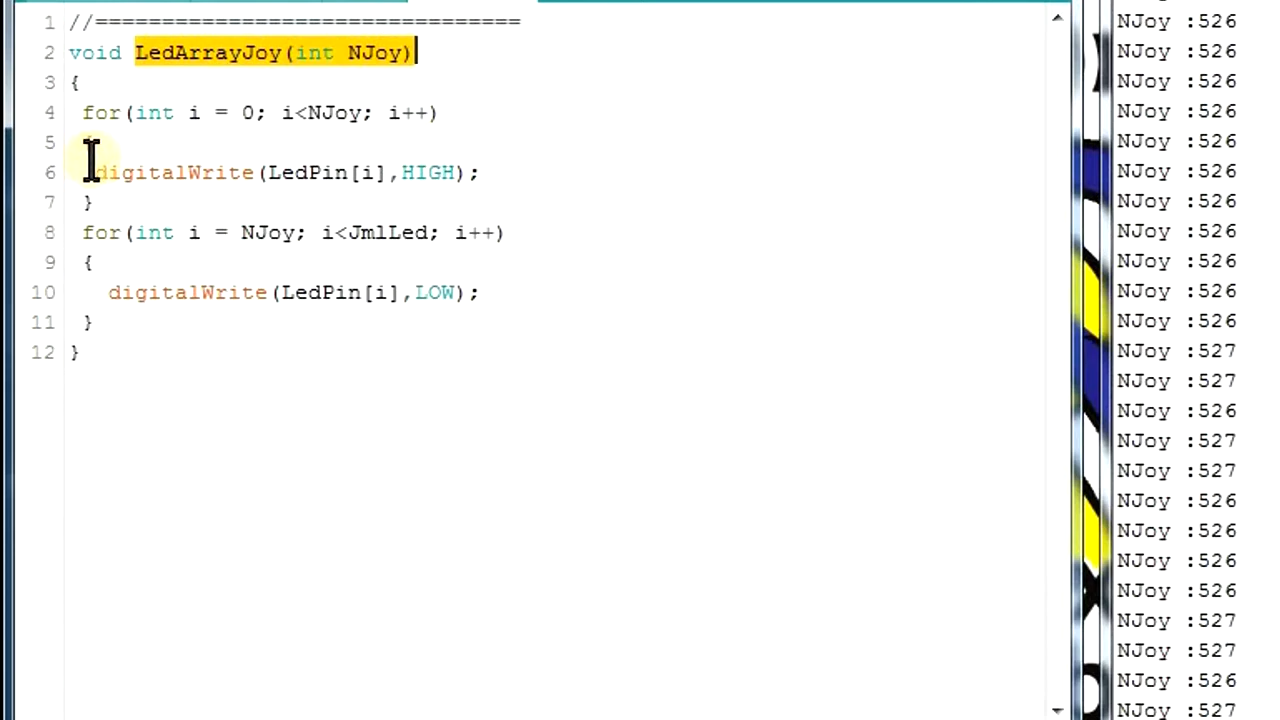 1 //================================
2 void LedArrayJoy(int NJoy)
3 {
4 for(int i = 0; i<NJoy; i++)
5 {
6 digitalWrite(LedPin[i],HIGH);
7 }
8 for(int i = NJoy; i<JmlLed; i++)
9 {
10 digitalWrite(LedPin[i],LOW);
11 }
12 }
NJoy :526
NJoy :526
NJoy :526
NJoy :526
NJoy :526
NJoy :526
NJoy :526
NJoy :526
NJoy :526
NJoy :526
NJoy :526
NJoy :527
NJoy :527
NJoy :526
NJoy :527
NJoy :527
NJoy :526
NJoy :526
NJoy :526
NJoy :526
NJoy :527
NJoy :527
NJoy :526
NJoy :527